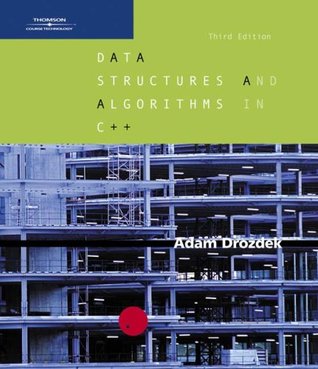 THOMSON
COURSE TECHNOLOGY
Third Edition
DATA
STRUCTURES AND
ALGORITHMS IN
C++
Adam Drozdek